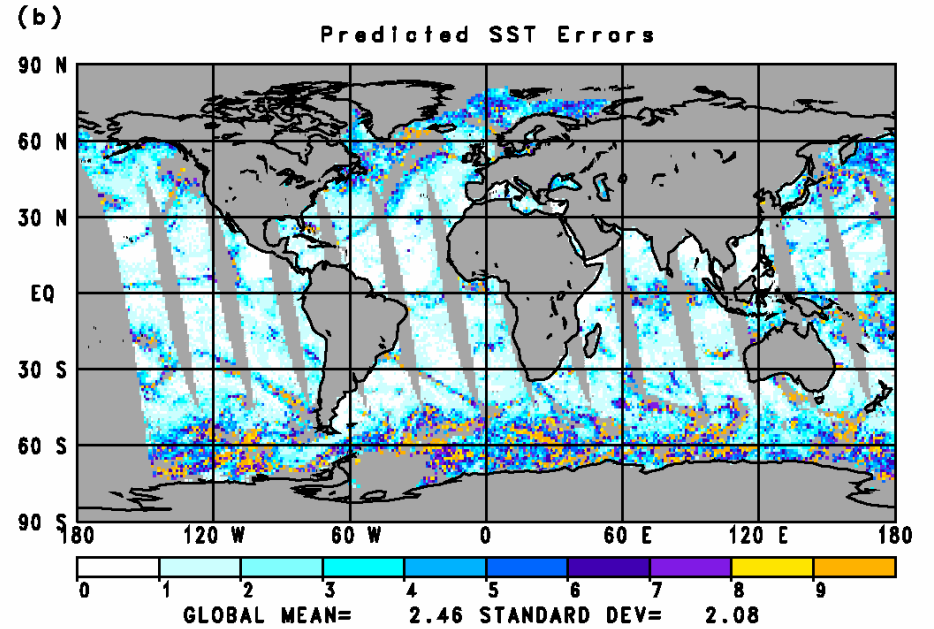 (b)
Predicted SST Errors
90 N
60 N
30 N
EQ
30 S
60 S
90 S
180 120 W 60 W 0 60 E 120 E 180
0 1 2 3 4 5 6 7 8 9
GLOBAL MEAN= 2.46 STANDARD DEV= 2.08